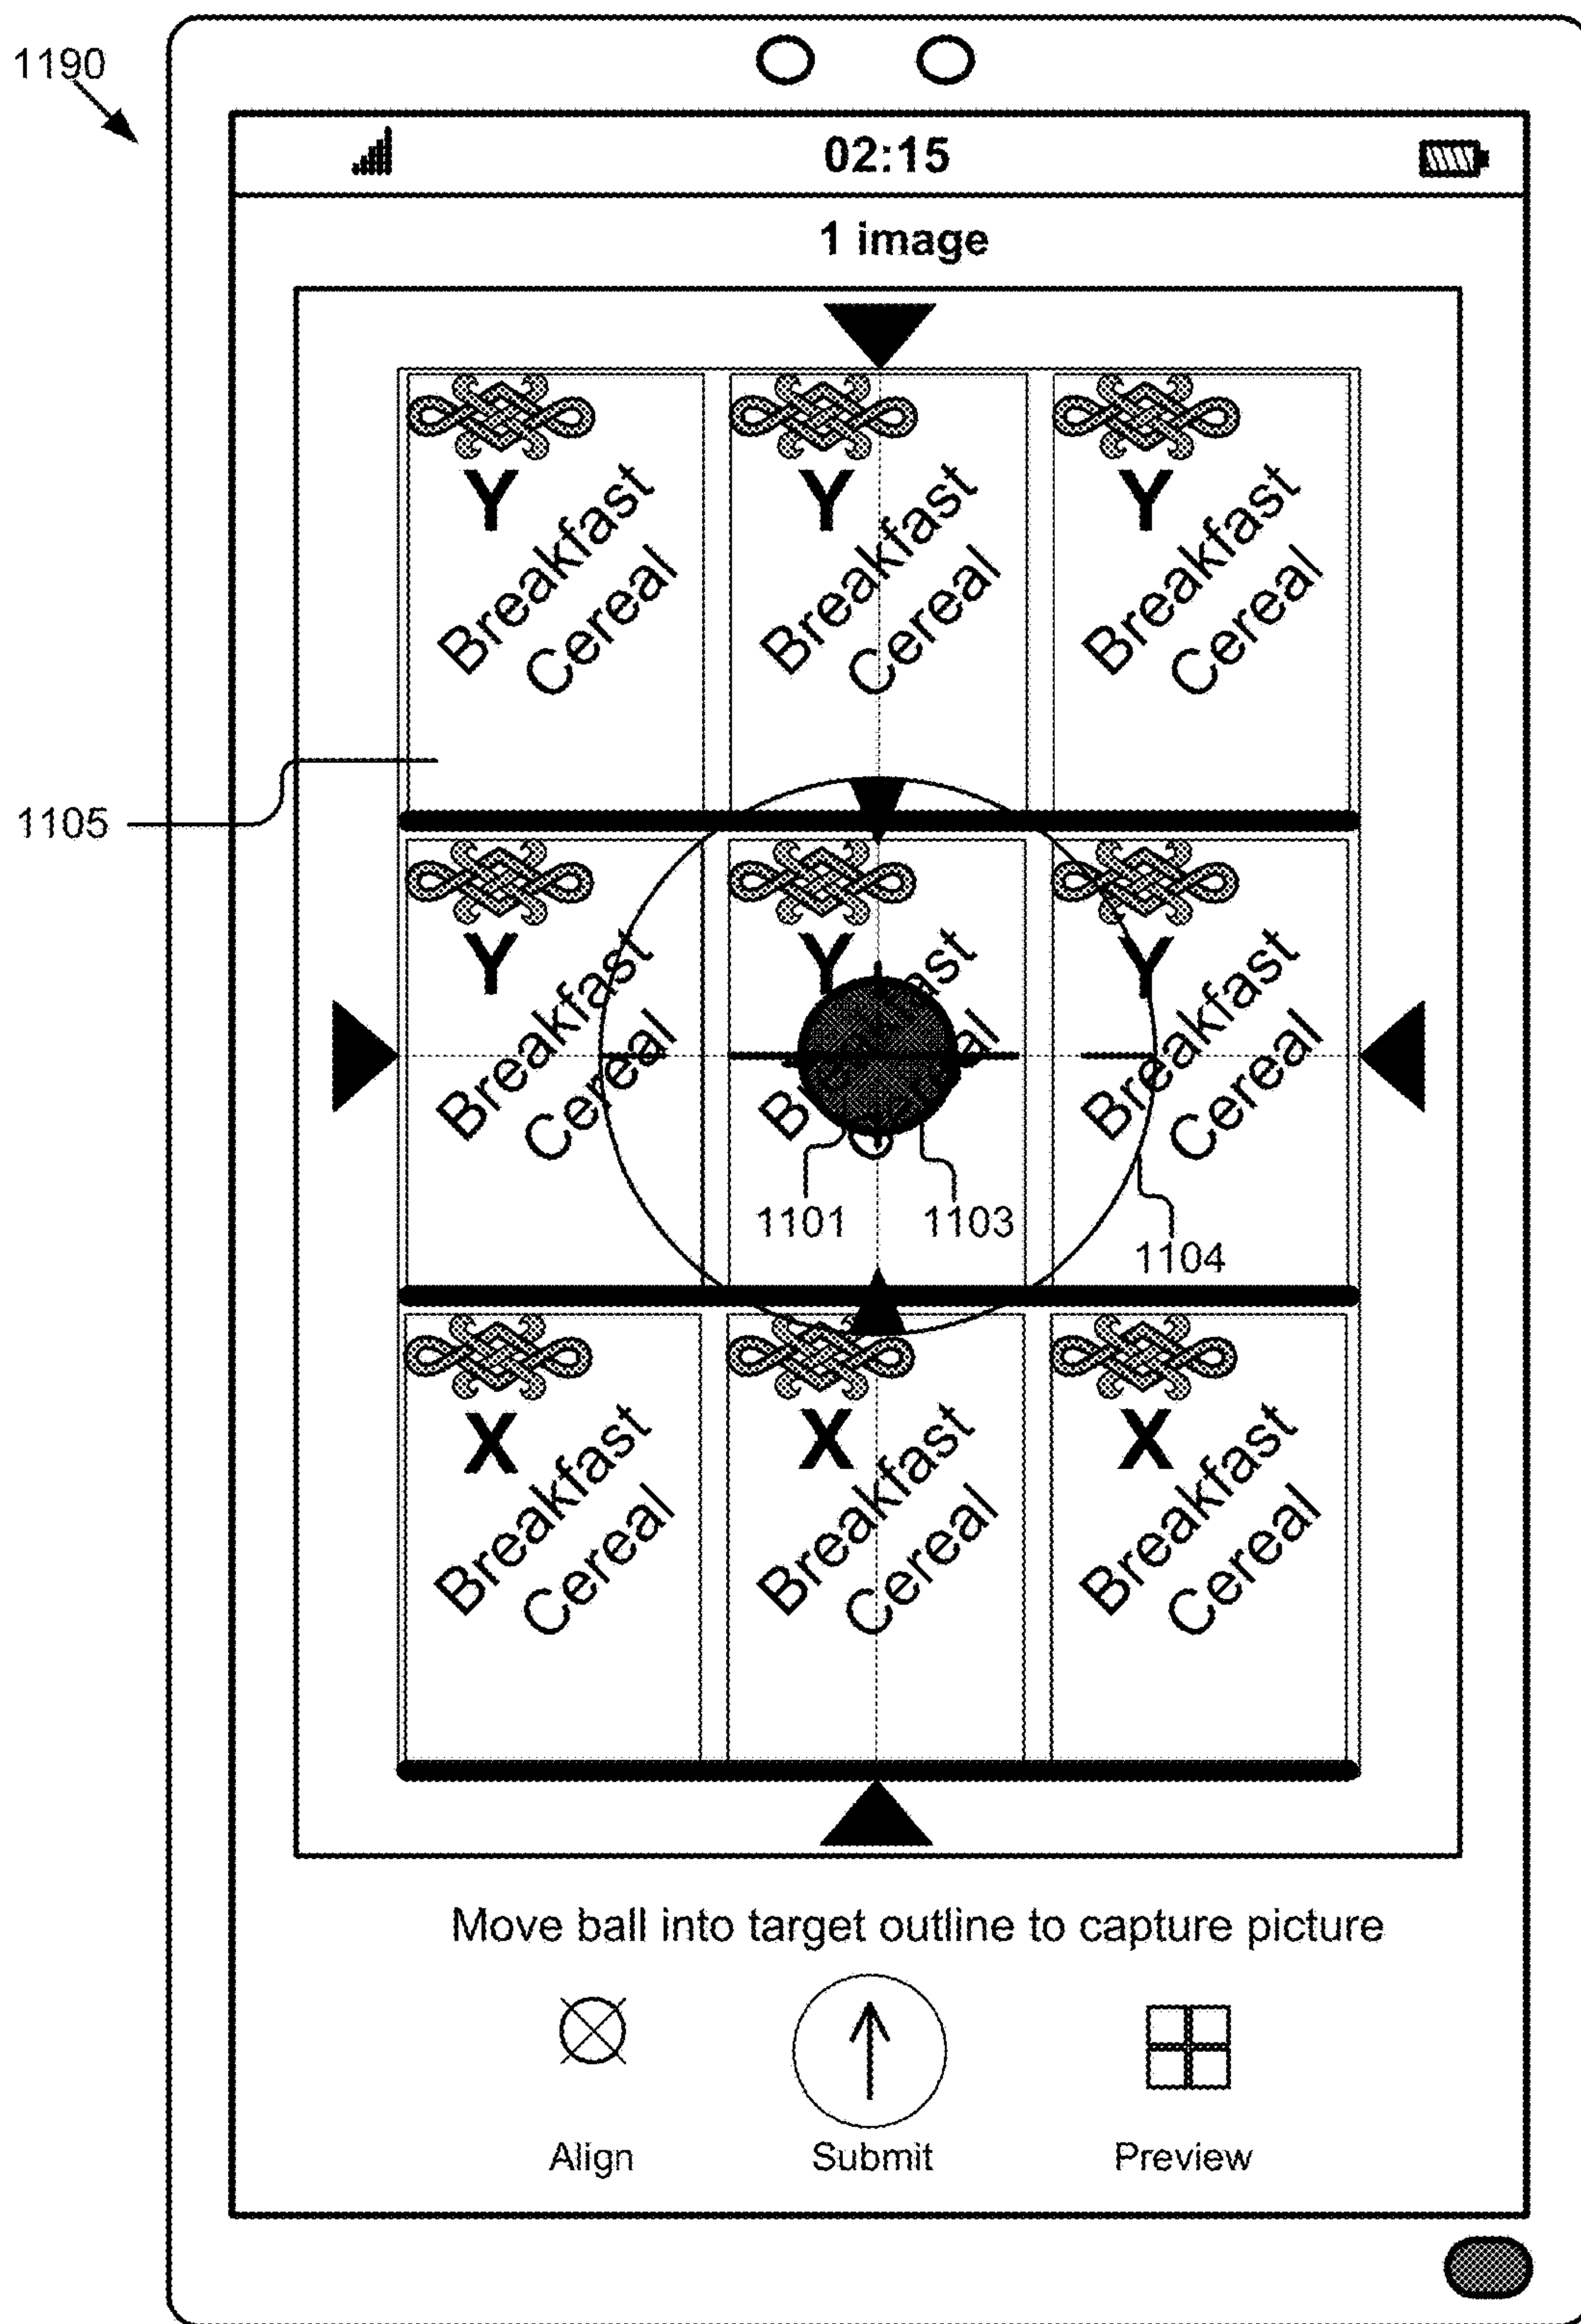 1190
02:15
1 image
Y Y Y
Breakfast Breakfast Breakfast
Cereal Cereal Cereal
1105
Y Y Y
Breakfast Breakfast
Cereal Cereal
1101 1103
1104
X X X
Breakfast Breakfast Breakfast
Cereal Cereal Cereal
Move ball into target outline to capture picture
Align Submit Preview